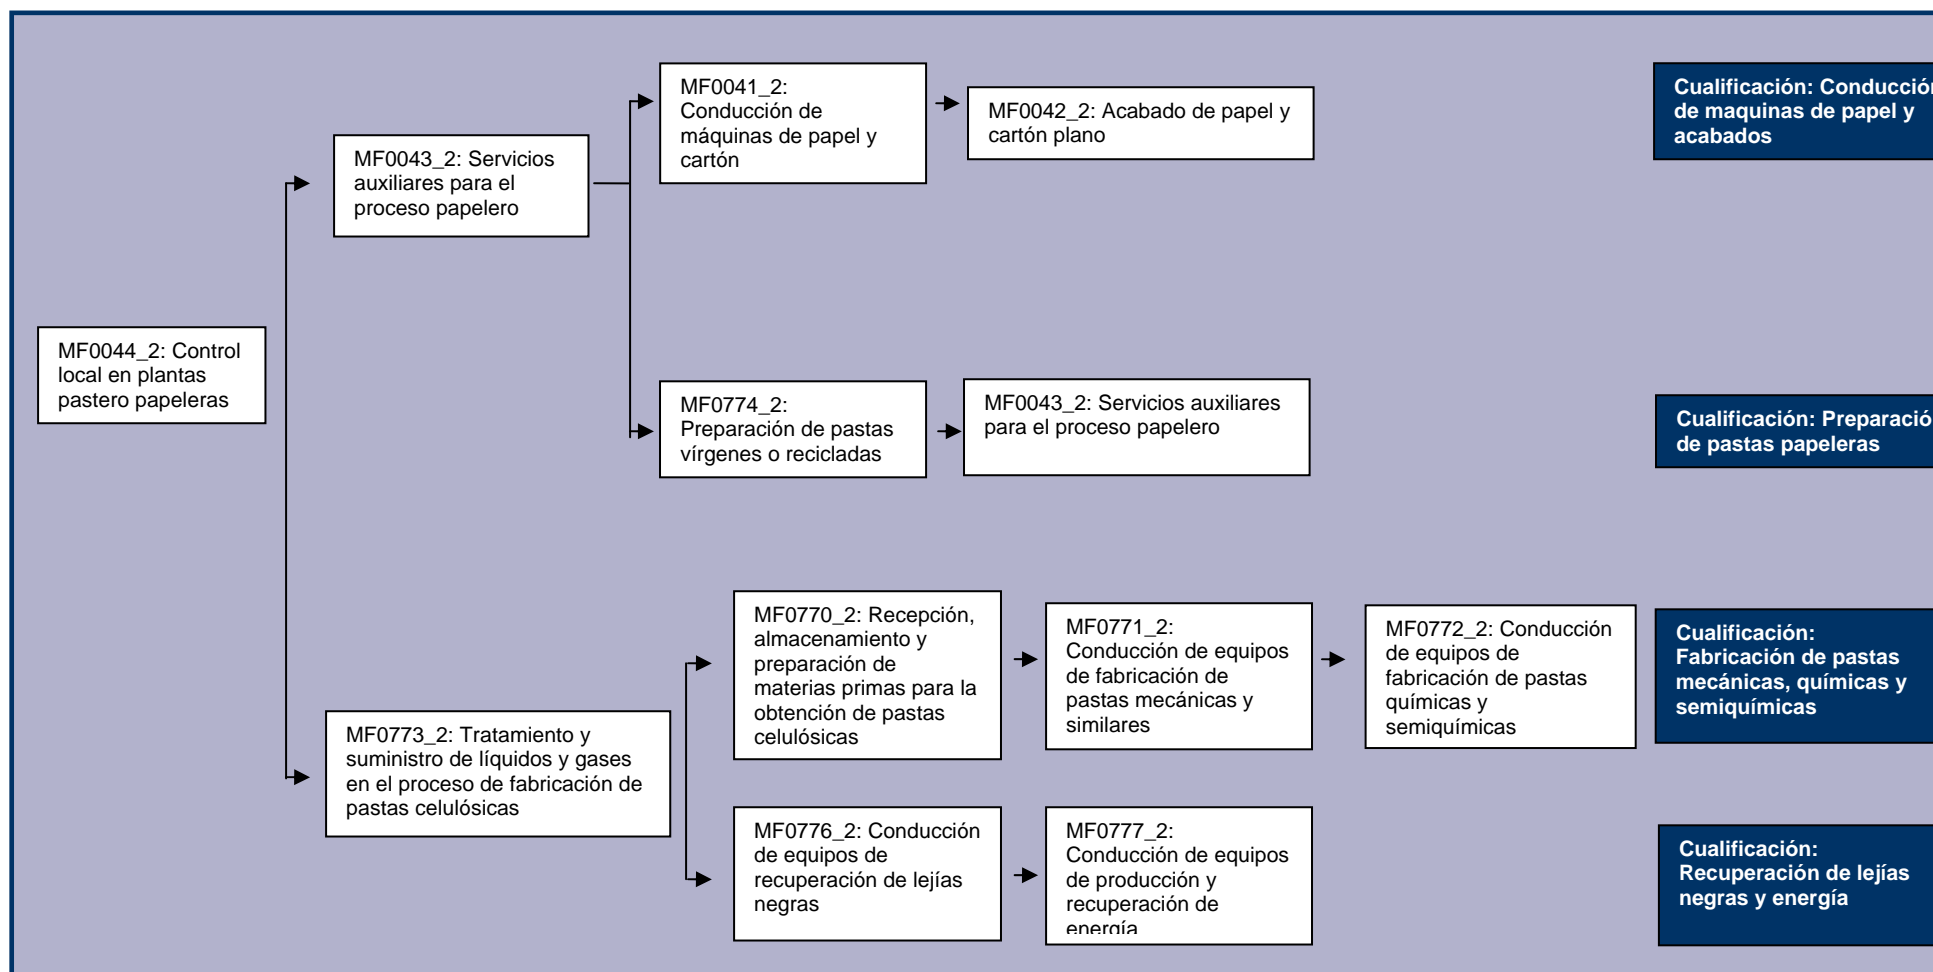 MF0044_2: Control
local en plantas
pastero papeleras
MF0043_2: Servicios
auxiliares para el
proceso papelero
MF0041_2:
Conducción de
máquinas de papel y
cartón
MF0042_2: Acabado de papel y
cartón plano
Cualificación: Conducción
de maquinas de papel y
acabados
MF0774_2:
Preparación de pastas
vírgenes o recicladas
MF0043_2: Servicios auxiliares
para el proceso papelero
Cualificación: Preparació
de pastas papeleras
MF0773_2: Tratamiento y
suministro de líquidos y gases
en el proceso de fabricación de
pastas celulósicas
MF0770_2: Recepción,
almacenamiento y
preparación de
materias primas para la
obtención de pastas
celulósicas
MF0771_2:
Conducción de equipos
de fabricación de
pastas mecánicas y
similares
MF0772_2: Conducción
de equipos de
fabricación de pastas
químicas y
semiquímicas
Cualificación:
Fabricación de pastas
mecánicas, químicas y
semiquímicas
MF0776_2: Conducción
de equipos de
recuperación de lejías
negras
MF0777_2:
Conducción de equipos
de producción y
recuperación de
energía
Cualificación:
Recuperación de lejías
negras y energía